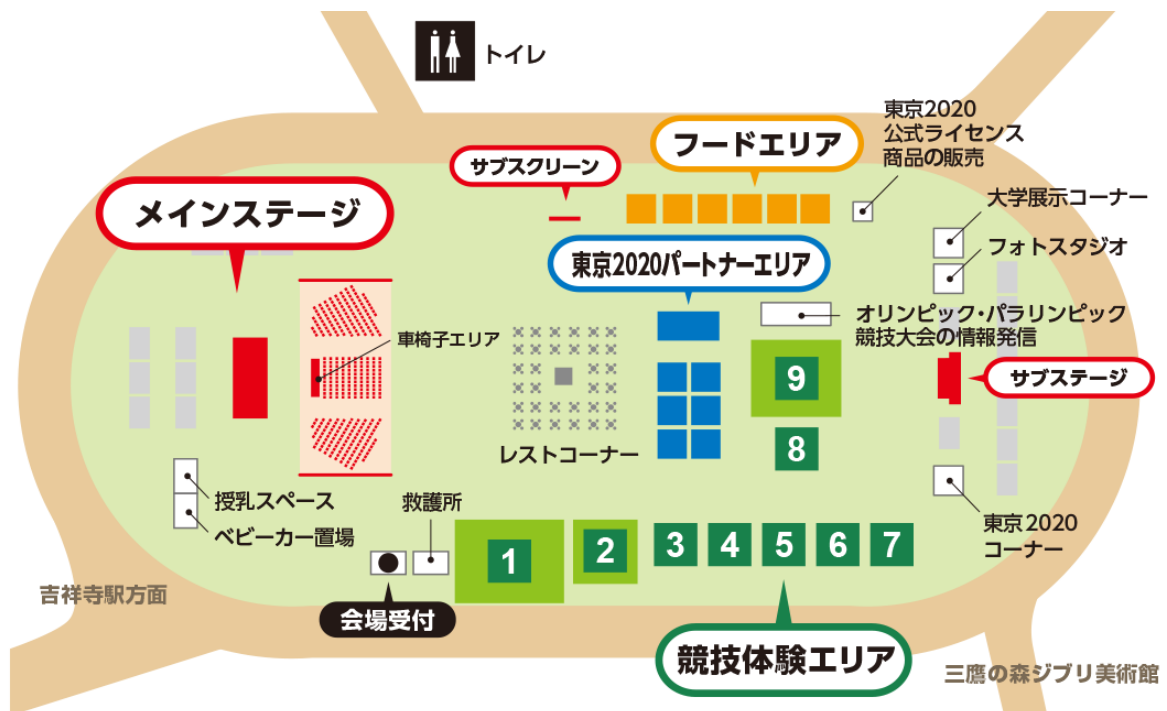 トイレ
東京2020
公式ライセンス
商品の販売
フードエリア
サブスクリーン
メインステージ
大学展示コーナー
フォトスタジオ
東京2020パートナーエリア
オリンピック・パラリンピック
競技大会の情報発信
車椅子エリア
9
サブステージ
8
レストコーナー
授乳スペース
ベビーカー置場
救護所
東京2020
コーナー
1
2
3
4
5
6
7
吉祥寺駅方面
会場受付
競技体験エリア
三鷹の森ジブリ美術館